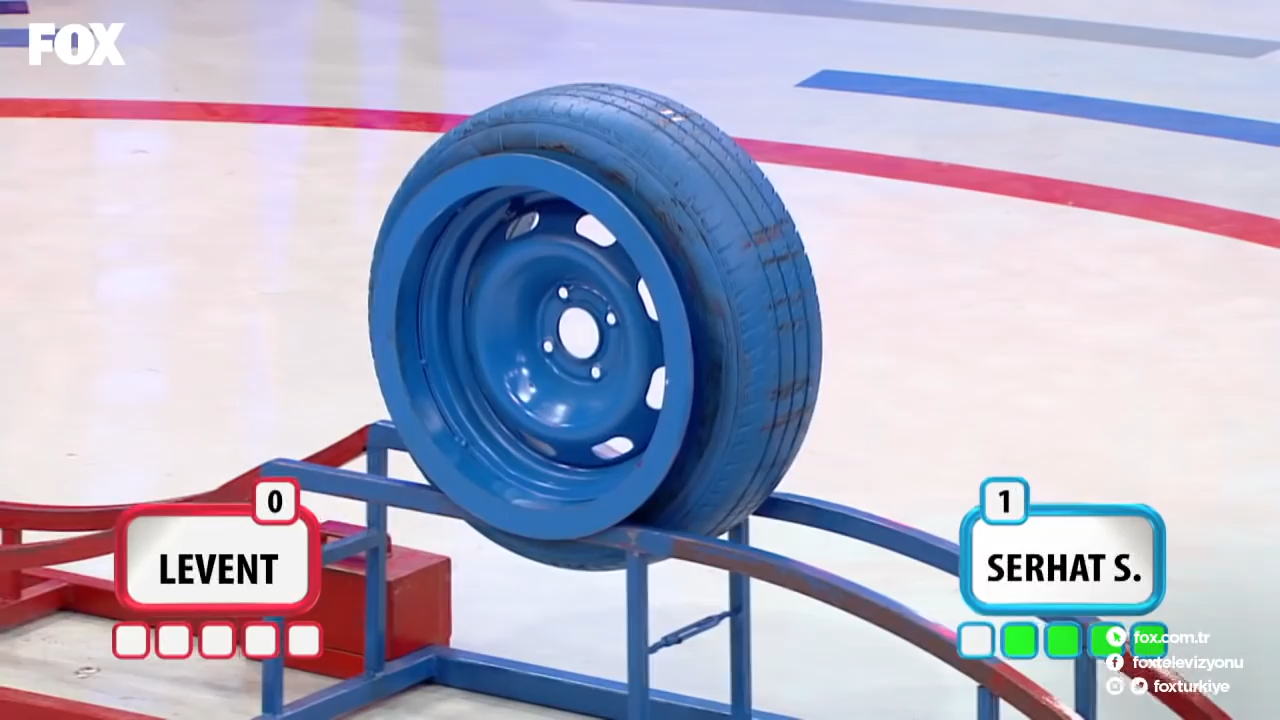 FOX
0
LEVENT
1
SERHAT S.
fox.com.tr
foxtelevizyonu
foxturkiye